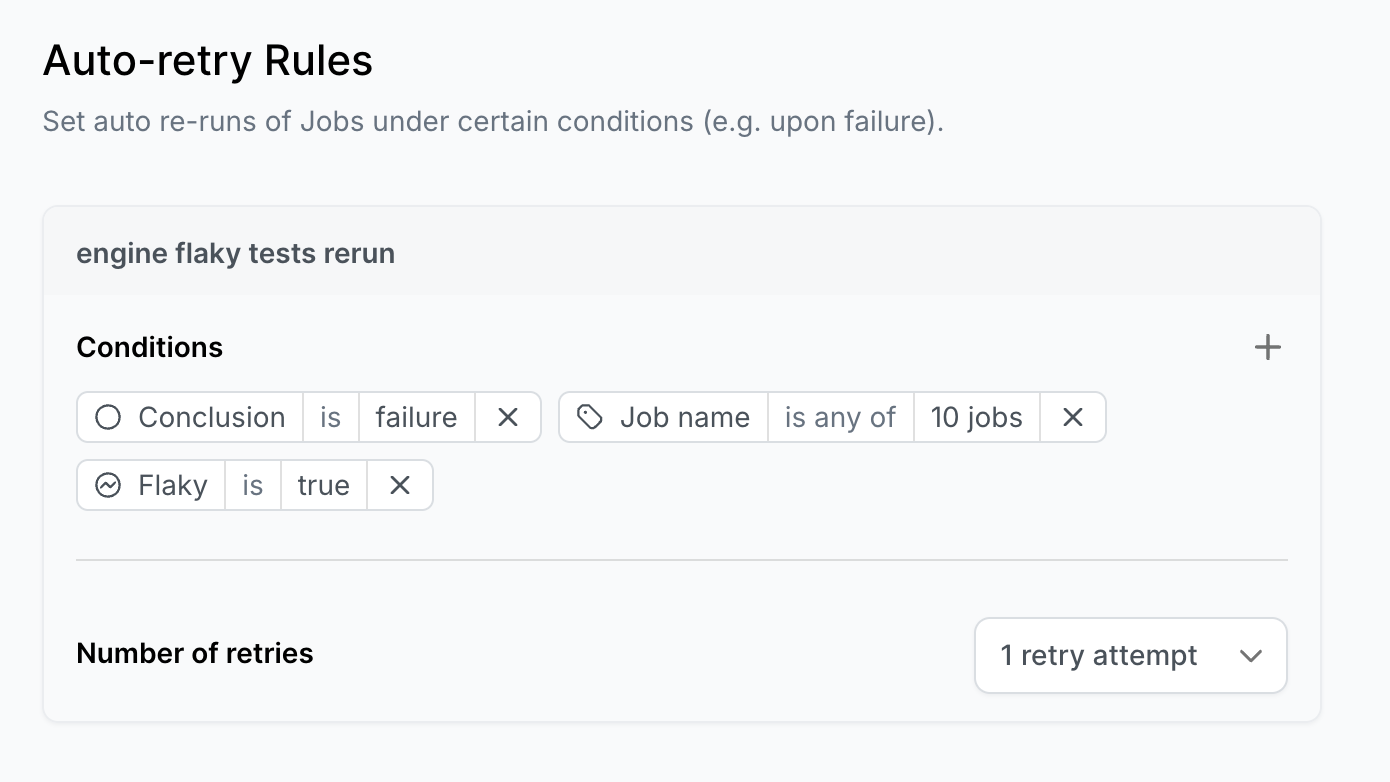 Auto-retry Rules
Set auto re-runs of Jobs under certain conditions (e.g. upon failure).
engine flaky tests rerun
Conditions
Conclusion is failure Job name is any of 10 jobs
Flaky is true
Number of retries 1 retry attempt